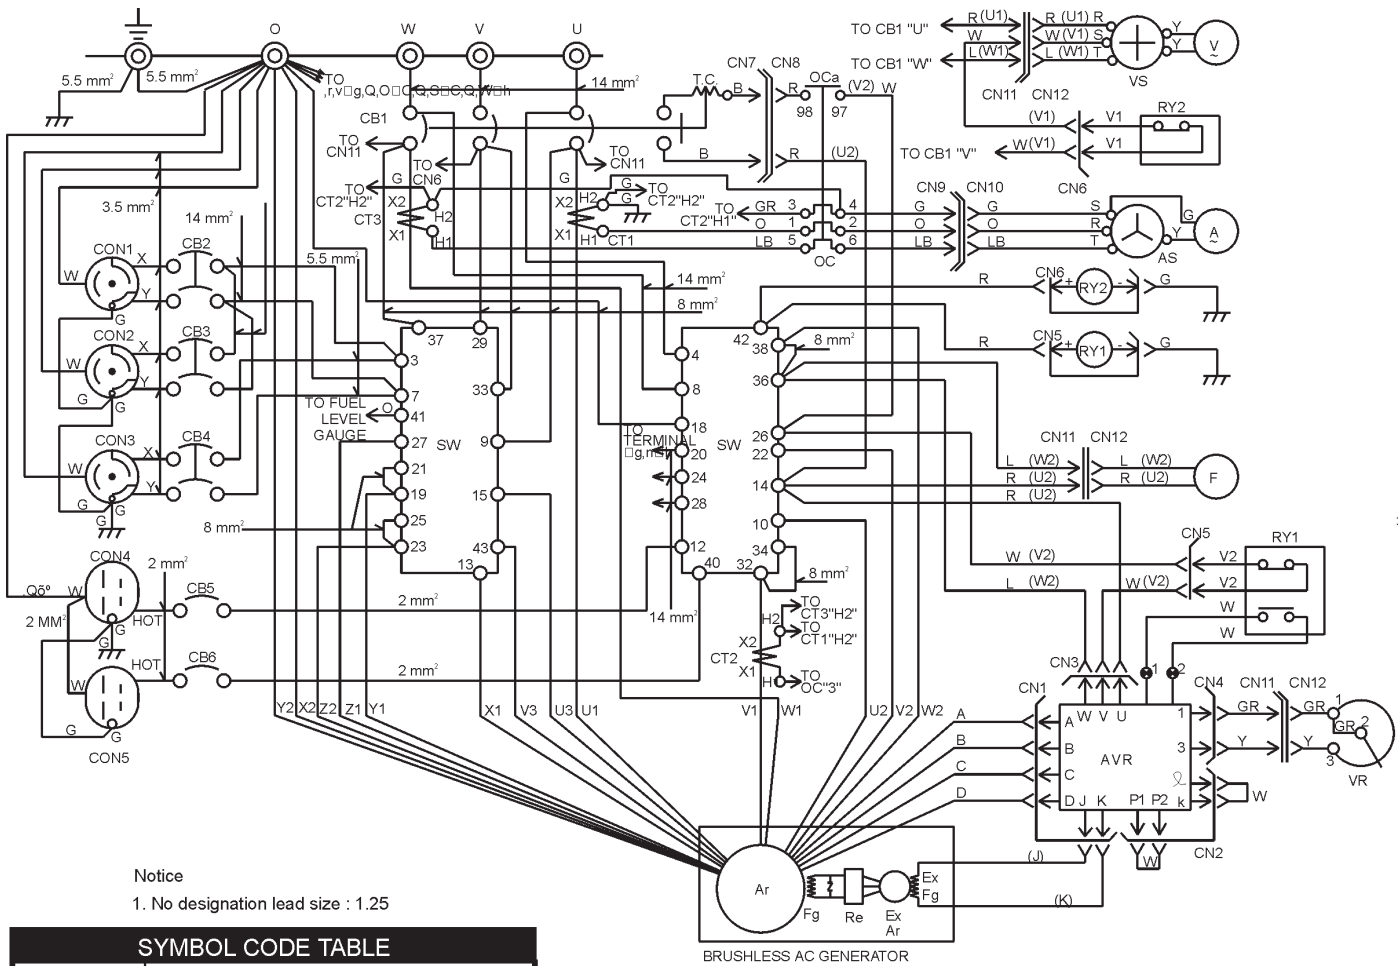 O
W
V
U
5.5 mm²
5.5 mm²
TO
,r,v□g,Q,O□C,Q,S□C,Q,W□h
14 mm²
CB1
TO
CN11
TO
CN6
TO
CN11
T.C.
B
B
CN7
CN8
R
R
OCa
98
97
(V2)
W
(U2)
TO CB1 "U"
R
(U1)
R
(U1)
R
W
W
(V1)
S
TO CB1 "W"
L
(W1)
L
(W1)
T
CN11
CN12
VS
Y
Y
V
~
RY2
(V1)
V1
TO CB1 "V"
W
(V1)
V1
CN6
3.5 mm²
TO
CT2"H2"
G
X2
H2
CT3
X1
H1
G
X2
H2
G
G
TO
CT2"H2"
X1
H1
CT1
TO
CT2"H1"
GR
3
4
O
1
2
LB
5
6
OC
CN9
CN10
G
G
S
O
O
R
LB
LB
T
AS
G
Y
A
~
14 mm²
CB2
5.5 mm²
14 mm²
8 mm²
CON1
X
W
Y
G
CON2
CB3
X
W
Y
G
G
CON3
CB4
X
W
Y
G
G
R
CN6
+
RY2
-
G
R
CN5
+
RY1
-
G
37
29
3
7
41
27
21
19
25
23
13
33
9
15
43
SW
TO FUEL
LEVEL
GAUGE
O
8 mm²
4
8
18
20
24
28
12
40
32
42
38
36
26
22
14
10
34
SW
TO
TERMINAL
8 mm²
8 mm²
14 mm²
CN11
CN12
L
(W2)
L
(W2)
R
(U2)
R
(U2)
R
(U2)
F
CON4
.Qõº
W
2 MM²
G
HOT
2 mm²
CB5
2 mm²
CB6
2 mm²
HOT
W
G
G
CON5
W
(V2)
L
(W2)
W
(V2)
CN5
V2
V2
RY1
W
W
TO
CT3"H2"
TO
CT1"H2"
H2
X2
CT2
X1
H
TO
OC"3"
Y2
X2
Z2
Z1
Y1
X1
V3
U3
U1
V1
W1
U2
V2
W2
A
B
C
D
CN1
CN3
1
2
CN4
CN11
CN12
A
W
V
U
1
B
3
C
D
J
K
P1
P2
k
AVR
GR
GR
1
GR
2
Y
Y
3
VR
W
W
CN2
(J)
(K)
Ar
Fg
Re
Ex
Ar
Ex
Fg
BRUSHLESS AC GENERATOR
Notice
1. No designation lead size : 1.25
SYMBOL CODE TABLE